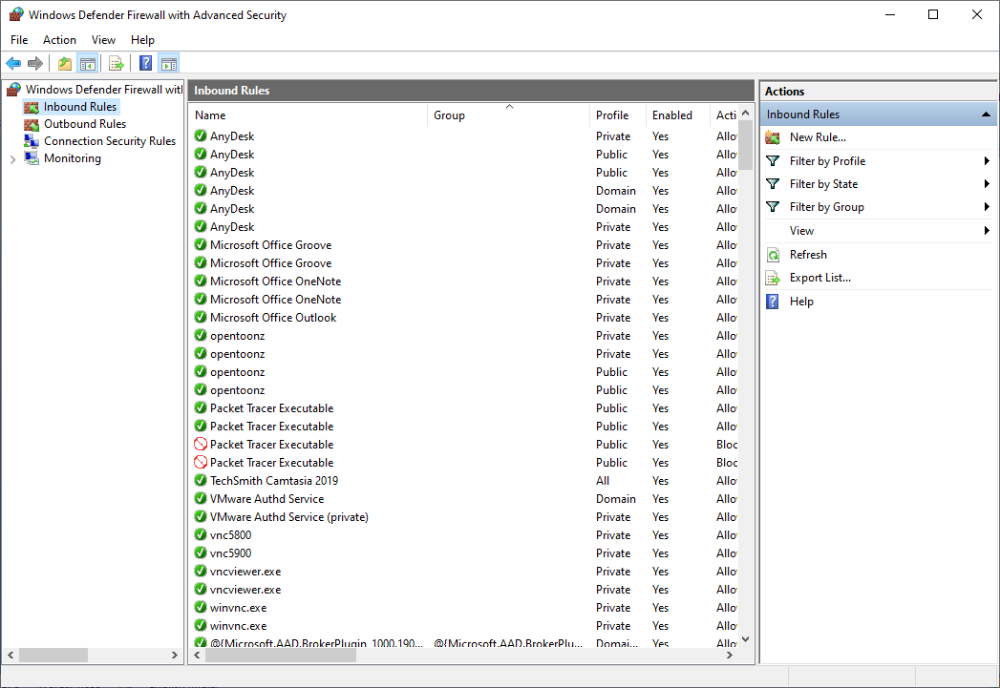 Windows Defender Firewall with Advanced Security
File Action View Help
Windows Defender Firewall wit
Inbound Rules
Outbound Rules
Connection Security Rules
Monitoring
Inbound Rules
Name Group Profile Enabled Acti
AnyDesk Private Yes Allo
AnyDesk Public Yes Allo
AnyDesk Public Yes Allo
AnyDesk Domain Yes Allo
AnyDesk Domain Yes Allo
AnyDesk Private Yes Allo
Microsoft Office Groove Private Yes Allo
Microsoft Office Groove Private Yes Allo
Microsoft Office OneNote Private Yes Allo
Microsoft Office OneNote Private Yes Allo
Microsoft Office Outlook Private Yes Allo
opentoonz Private Yes Allo
opentoonz Private Yes Allo
opentoonz Public Yes Allo
opentoonz Public Yes Allo
Packet Tracer Executable Public Yes Allo
Packet Tracer Executable Public Yes Allo
Packet Tracer Executable Public Yes Bloc
Packet Tracer Executable Public Yes Bloc
TechSmith Camtasia 2019 All Yes Allo
VMware Authd Service Domain Yes Allo
VMware Authd Service (private) Private Yes Allo
vnc5800 Private Yes Allo
vnc5900 Private Yes Allo
vncviewer.exe Private Yes Allo
vncviewer.exe Private Yes Allo
winvnc.exe Private Yes Allo
winvnc.exe Private Yes Allo
@{Microsoft.AAD.BrokerPlugin_1000.190... @{Microsoft.AAD.BrokerPlu... Domai... Yes Allo
Actions
Inbound Rules
New Rule...
Filter by Profile
Filter by State
Filter by Group
View
Refresh
Export List...
Help